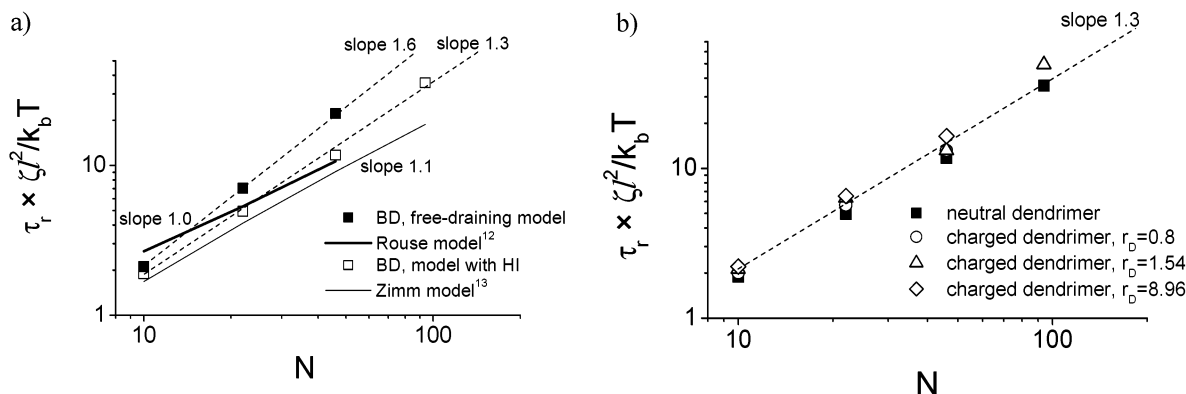 a)
slope 1.6
slope 1.3
τr × ζl²/kbT
10
1
slope 1.0
slope 1.1
BD, free-draining model
Rouse model¹²
BD, model with HI
Zimm model¹³
10
100
N
b)
slope 1.3
τr × ζl²/kbT
10
1
neutral dendrimer
charged dendrimer, rD=0.8
charged dendrimer, rD=1.54
charged dendrimer, rD=8.96
10
100
N